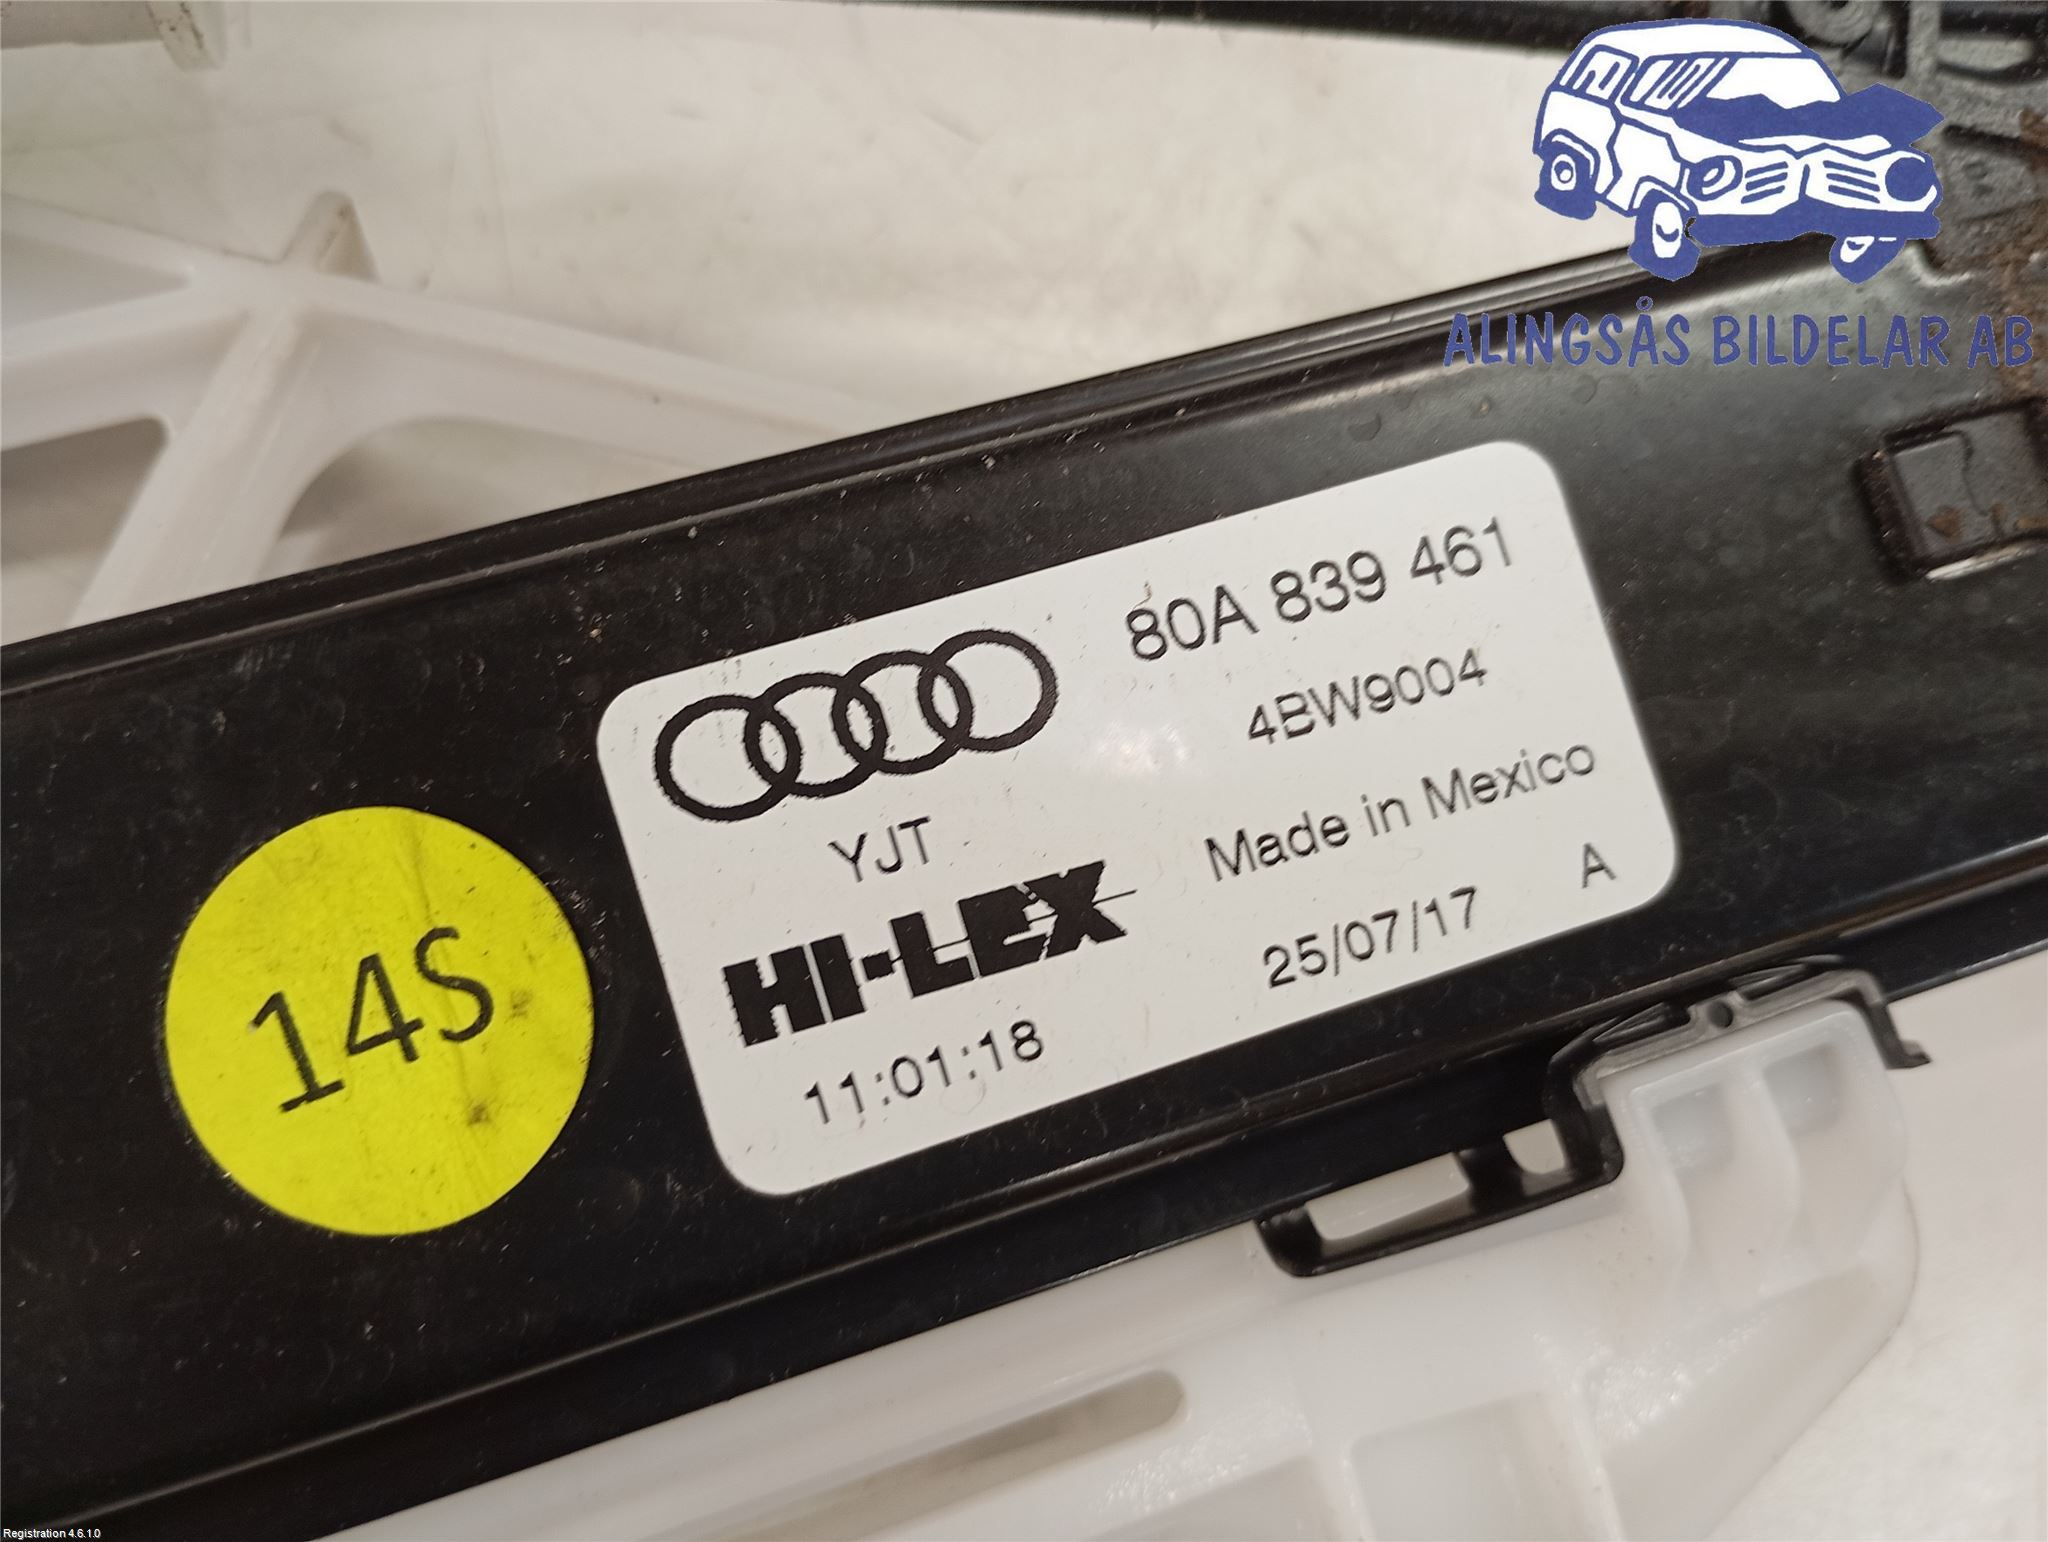 ALINGSÅS BILDELAR AB
80A 839 461
4BW9004
YJT
Made in Mexico
HI-LEX
25/07/17 A
11:01:18
14S
Registration 4.6.1.0